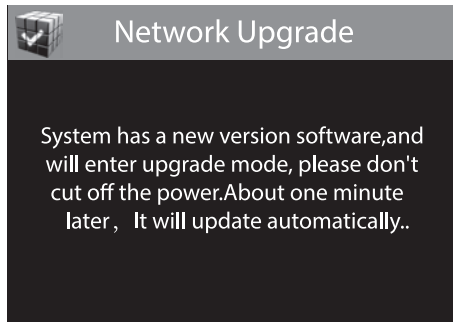 Network Upgrade
System has a new version software,and
will enter upgrade mode, please don't
cut off the power.About one minute
later， It will update automatically..